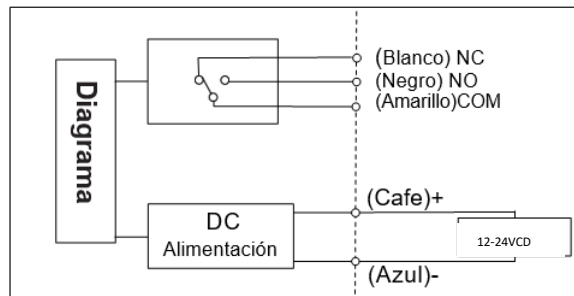 Diagrama
(Blanco) NC
(Negro) NO
(Amarillo)COM
DC
Alimentación
(Cafe)+
12-24VCD
(Azul)-